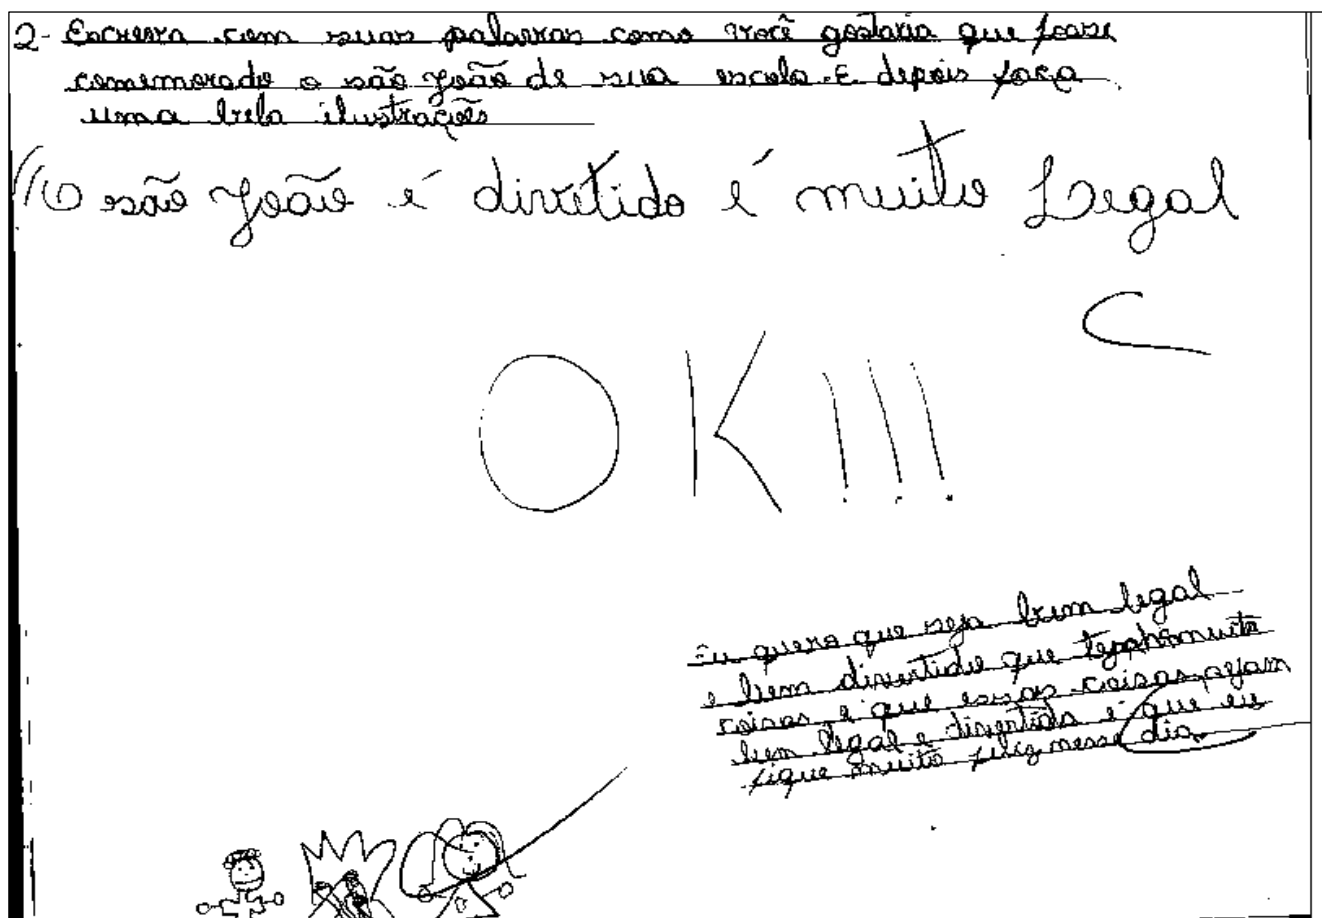 2- Escreva com suas palavras como você gostaria que fosse
comemorado o são joão de sua escola. E depois faça
uma bela ilustrações
O são João é divetido é muito Legal
OK!!!
Eu quero que seja bem legal
e bem divertido que tenha muita
coisas e que essas coisas sejam
bem legal e divertida e que eu
fique muito feliz nesse dia.